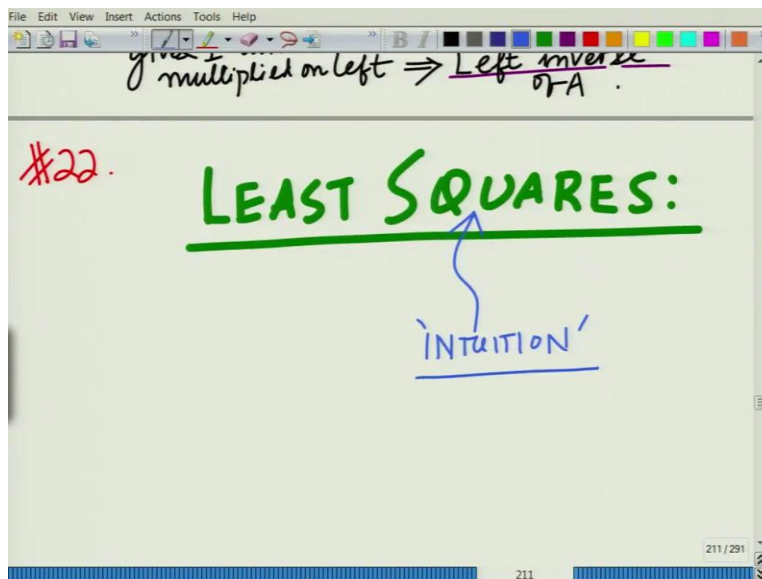 File Edit View Insert Actions Tools Help
multiplied on left ⇒ Left inverse
of A .
#22.
LEAST SQUARES:
'INTUITION'
211 / 291
211